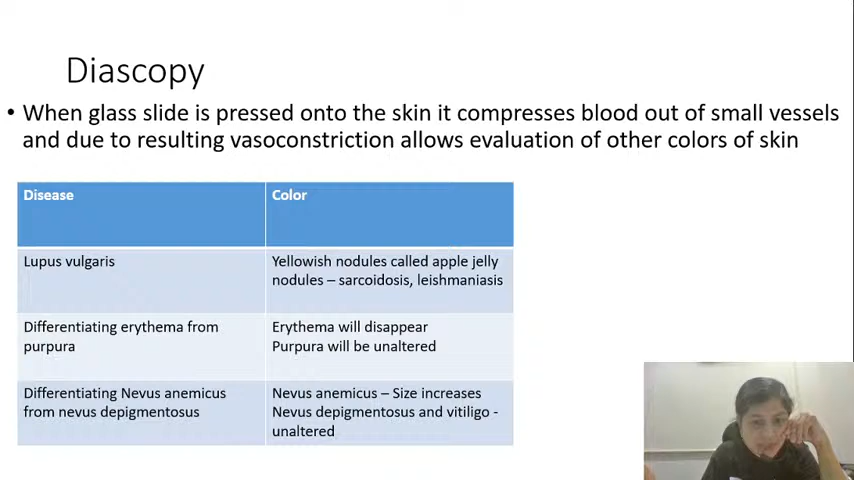 Diascopy
• When glass slide is pressed onto the skin it compresses blood out of small vessels
and due to resulting vasoconstriction allows evaluation of other colors of skin
Disease
Color
Lupus vulgaris
Yellowish nodules called apple jelly
nodules – sarcoidosis, leishmaniasis
Differentiating erythema from
purpura
Erythema will disappear
Purpura will be unaltered
Differentiating Nevus anemicus
from nevus depigmentosus
Nevus anemicus – Size increases
Nevus depigmentosus and vitiligo -
unaltered